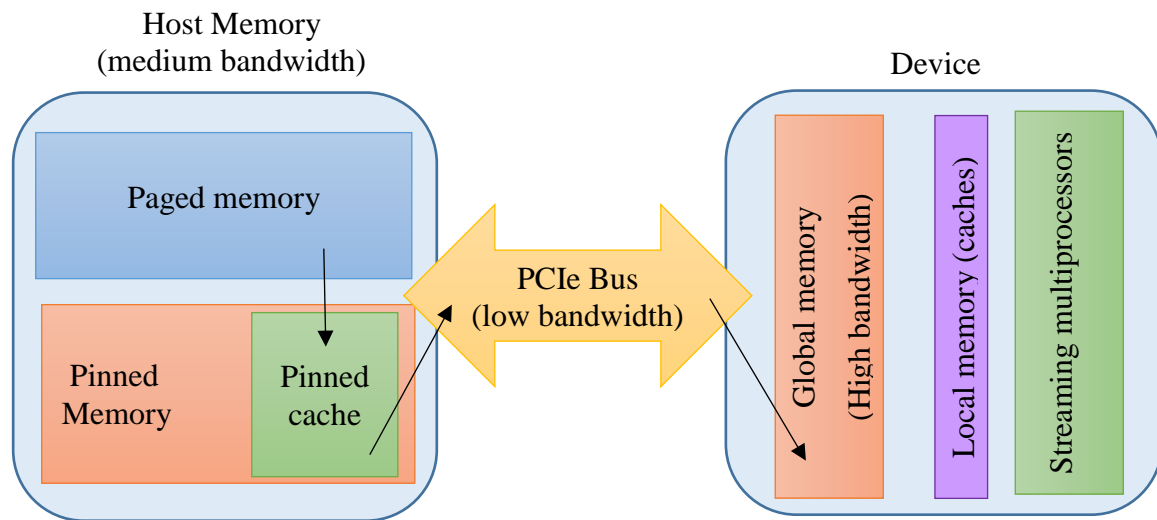 Host Memory
(medium bandwidth)
Paged memory
Pinned
Memory
Pinned
cache
PCIe Bus
(low bandwidth)
Device
Global memory
(High bandwidth)
Local memory (caches)
Streaming multiprocessors